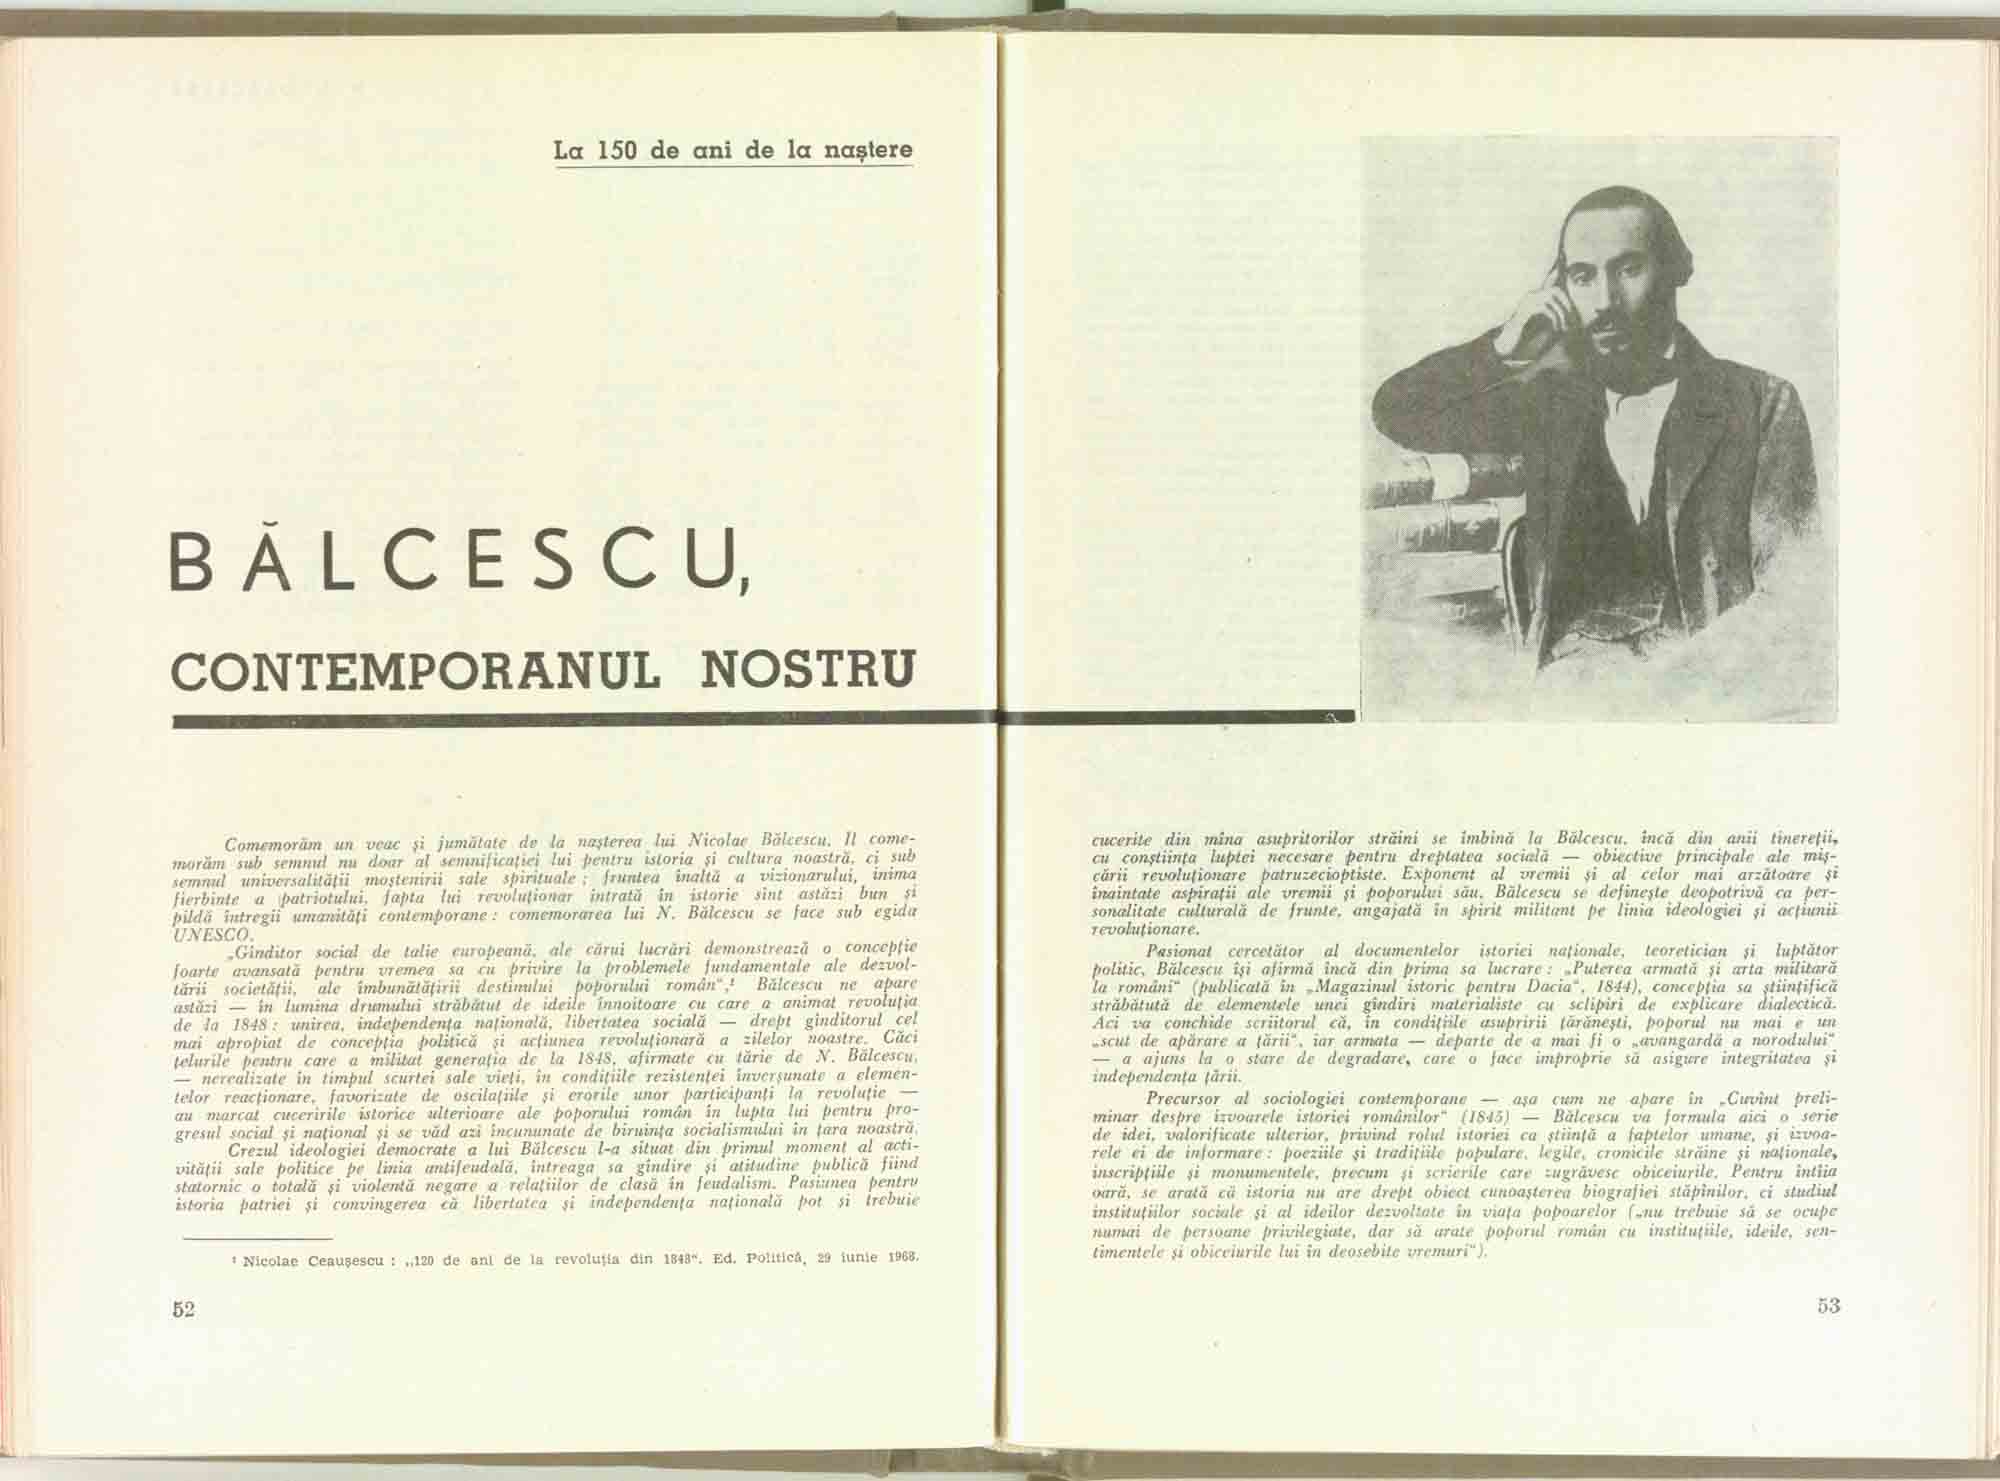 La 150 de ani de la naștere
BĂLCESCU,
CONTEMPORANUL NOSTRU
Comemorăm un veac și jumătate de la nașterea lui Nicolae Bălcescu. Il come-
morăm sub semnul nu doar al semnificației lui pentru istoria și cultura noastră, ci sub
semnul universalității moștenirii sale spirituale ; fruntea înaltă a vizionarului, inima
fierbinte a patriotului, fapta lui revoluționar intrată în istorie sint astăzi bun și
pildă întregii umanități contemporane : comemorarea lui N. Bălcescu se face sub egida
UNESCO.
„Ginditor social de talie europeană, ale cărui lucrări demonstrează o concepție
foarte avansată pentru vremea sa cu privire la problemele fundamentale ale dezvol-
tării societății, ale îmbunătățirii destinului poporului român“,¹ Bălcescu ne apare
astăzi — în lumina drumului străbătut de ideile înnoitoare cu care a animat revoluția
de la 1848 : unirea, independența națională, libertatea socială — drept ginditorul cel
mai apropiat de concepția politică și acțiunea revoluționară a zilelor noastre. Căci
țelurile pentru care a militat generația de la 1848, afirmate cu tărie de N. Bălcescu,
— nerealizate în timpul scurtei sale vieți, în condițiile rezistenței înverșunate a elemen-
telor reacționare, favorizate de oscilațiile și erorile unor participanți la revoluție —
au marcat cuceririle istorice ulterioare ale poporului român în lupta lui pentru pro-
gresul social și național și se văd azi încununate de biruința socialismului în țara noastră.
Crezul ideologiei democrate a lui Bălcescu l-a situat din primul moment al acti-
vității sale politice pe linia antifeudală, întreaga sa gindire și atitudine publică fiind
statornic o totală și violentă negare a relațiilor de clasă în feudalism. Pasiunea pentru
istoria patriei și convingerea că libertatea și independența națională pot și trebuie
¹ Nicolae Ceaușescu : „120 de ani de la revoluția din 1848“. Ed. Politică, 29 iunie 1968.
52
cucerite din mîna asupritorilor străini se îmbină la Bălcescu, încă din anii tinereții,
cu conștiința luptei necesare pentru dreptatea socială — obiective principale ale miș-
cării revoluționare patruzecioptiste. Exponent al vremii și al celor mai arzătoare și
înaintate aspirații ale vremii și poporului său, Bălcescu se definește deopotrivă ca per-
sonalitate culturală de frunte, angajată în spirit militant pe linia ideologiei și acțiunii
revoluționare.
Pasionat cercetător al documentelor istoriei naționale, teoretician și luptător
politic, Bălcescu își afirmă încă din prima sa lucrare : „Puterea armată și arta militară
la români“ (publicată în „Magazinul istoric pentru Dacia“, 1844), concepția sa științifică
străbătută de elementele unei gîndiri materialiste cu sclipiri de explicare dialectică.
Aci va conchide scriitorul că, în condițiile asupririi țărănești, poporul nu mai e un
„scut de apărare a țării“, iar armata — departe de a mai fi o „avangardă a norodului“
— a ajuns la o stare de degradare, care o face improprie să asigure integritatea și
independența țării.
Precursor al sociologiei contemporane — așa cum ne apare în „Cuvînt preli-
minar despre izvoarele istoriei românilor“ (1845) — Bălcescu va formula aici o serie
de idei, valorificate ulterior, privind rolul istoriei ca știință a faptelor umane, și izvoa-
rele ei de informare : poeziile și tradițiile populare, legile, cronicile străine și naționale,
inscripțiile și monumentele, precum și scrierile care zugrăvesc obiceiurile. Pentru întîia
oară, se arată că istoria nu are drept obiect cunoașterea biografiei stăpînilor, ci studiul
instituțiilor sociale și al ideilor dezvoltate în viața popoarelor („nu trebuie să se ocupe
numai de persoane privilegiate, dar să arate poporul român cu instituțiile, ideile, sen-
timentele și obiceiurile lui în deosebite vremuri“).
53